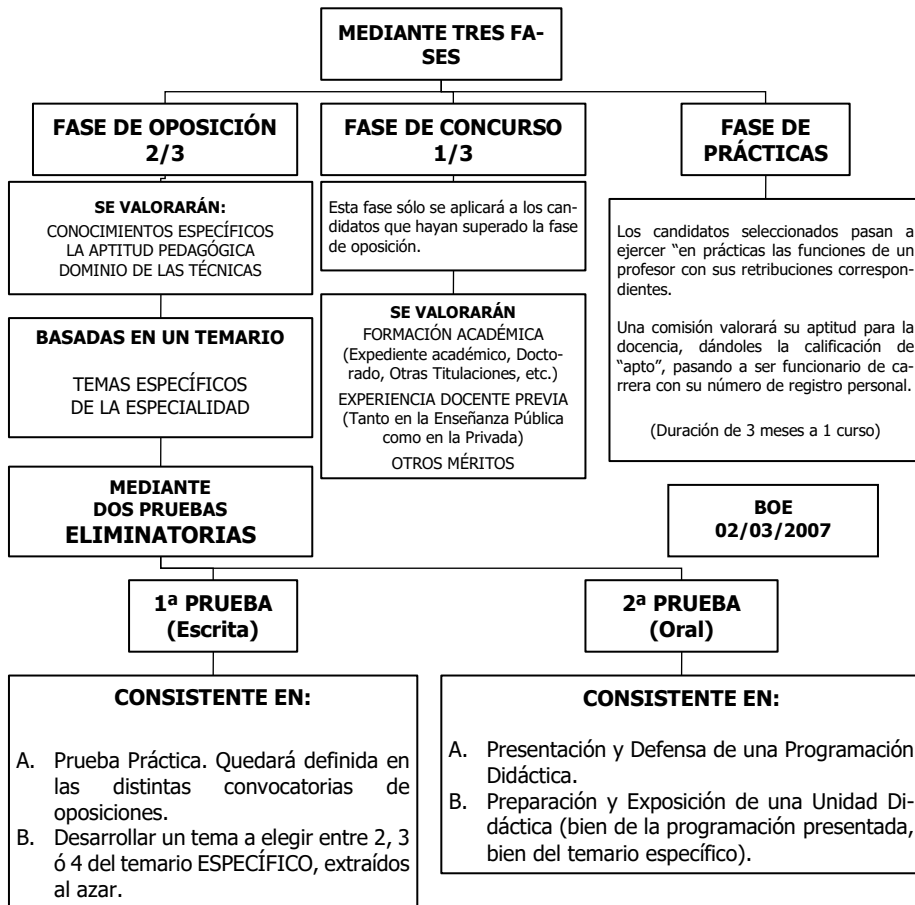 MEDIANTE TRES FA-
SES
FASE DE OPOSICIÓN
2/3
SE VALORARÁN:
CONOCIMIENTOS ESPECÍFICOS
LA APTITUD PEDAGÓGICA
DOMINIO DE LAS TÉCNICAS
BASADAS EN UN TEMARIO
TEMAS ESPECÍFICOS
DE LA ESPECIALIDAD
MEDIANTE
DOS PRUEBAS
ELIMINATORIAS
FASE DE CONCURSO
1/3
Esta fase sólo se aplicará a los can-
didatos que hayan superado la fase
de oposición.
SE VALORARÁN
FORMACIÓN ACADÉMICA
(Expediente académico, Docto-
rado, Otras Titulaciones, etc.)
EXPERIENCIA DOCENTE PREVIA
(Tanto en la Enseñanza Pública
como en la Privada)
OTROS MÉRITOS
FASE DE
PRÁCTICAS
Los candidatos seleccionados pasan a
ejercer “en prácticas las funciones de un
profesor con sus retribuciones correspon-
dientes.
Una comisión valorará su aptitud para la
docencia, dándoles la calificación de
“apto”, pasando a ser funcionario de ca-
rrera con su número de registro personal.
(Duración de 3 meses a 1 curso)
BOE
02/03/2007
1ª PRUEBA
(Escrita)
CONSISTENTE EN:
A. Prueba Práctica. Quedará definida en
las distintas convocatorias de
oposiciones.
B. Desarrollar un tema a elegir entre 2, 3
ó 4 del temario ESPECÍFICO, extraídos
al azar.
2ª PRUEBA
(Oral)
CONSISTENTE EN:
A. Presentación y Defensa de una Programación
Didáctica.
B. Preparación y Exposición de una Unidad Di-
dáctica (bien de la programación presentada,
bien del temario específico).